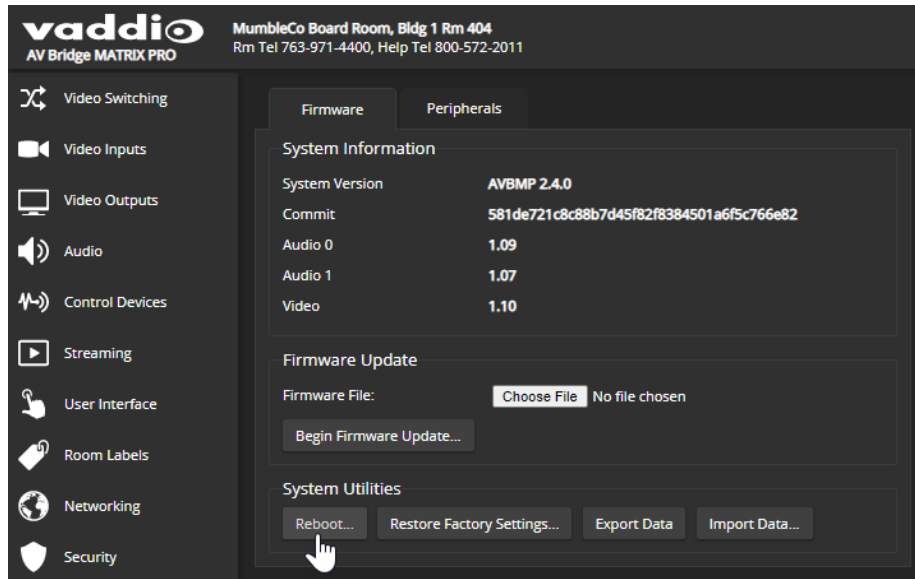 vaddio
AV Bridge MATRIX PRO
MumbleCo Board Room, Bldg 1 Rm 404
Rm Tel 763-971-4400, Help Tel 800-572-2011
Video Switching
Video Inputs
Video Outputs
Audio
Control Devices
Streaming
User Interface
Room Labels
Networking
Security
Firmware Peripherals
System Information
System Version AVBMP 2.4.0
Commit 581de721c8c88b7d45f82f8384501a6f5c766e82
Audio 0 1.09
Audio 1 1.07
Video 1.10
Firmware Update
Firmware File: Choose File No file chosen
Begin Firmware Update...
System Utilities
Reboot... Restore Factory Settings... Export Data Import Data...